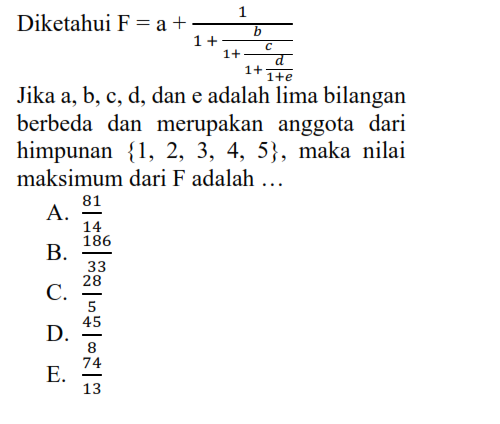 Diketahui F = a + \frac{1}{1+\frac{b}{1+\frac{c}{1+\frac{d}{1+e}}}}
Jika a, b, c, d, dan e adalah lima bilangan
berbeda dan merupakan anggota dari
himpunan {1, 2, 3, 4, 5}, maka nilai
maksimum dari F adalah …
A. \frac{81}{14}
B. \frac{186}{33}
C. \frac{28}{5}
D. \frac{45}{8}
E. \frac{74}{13}